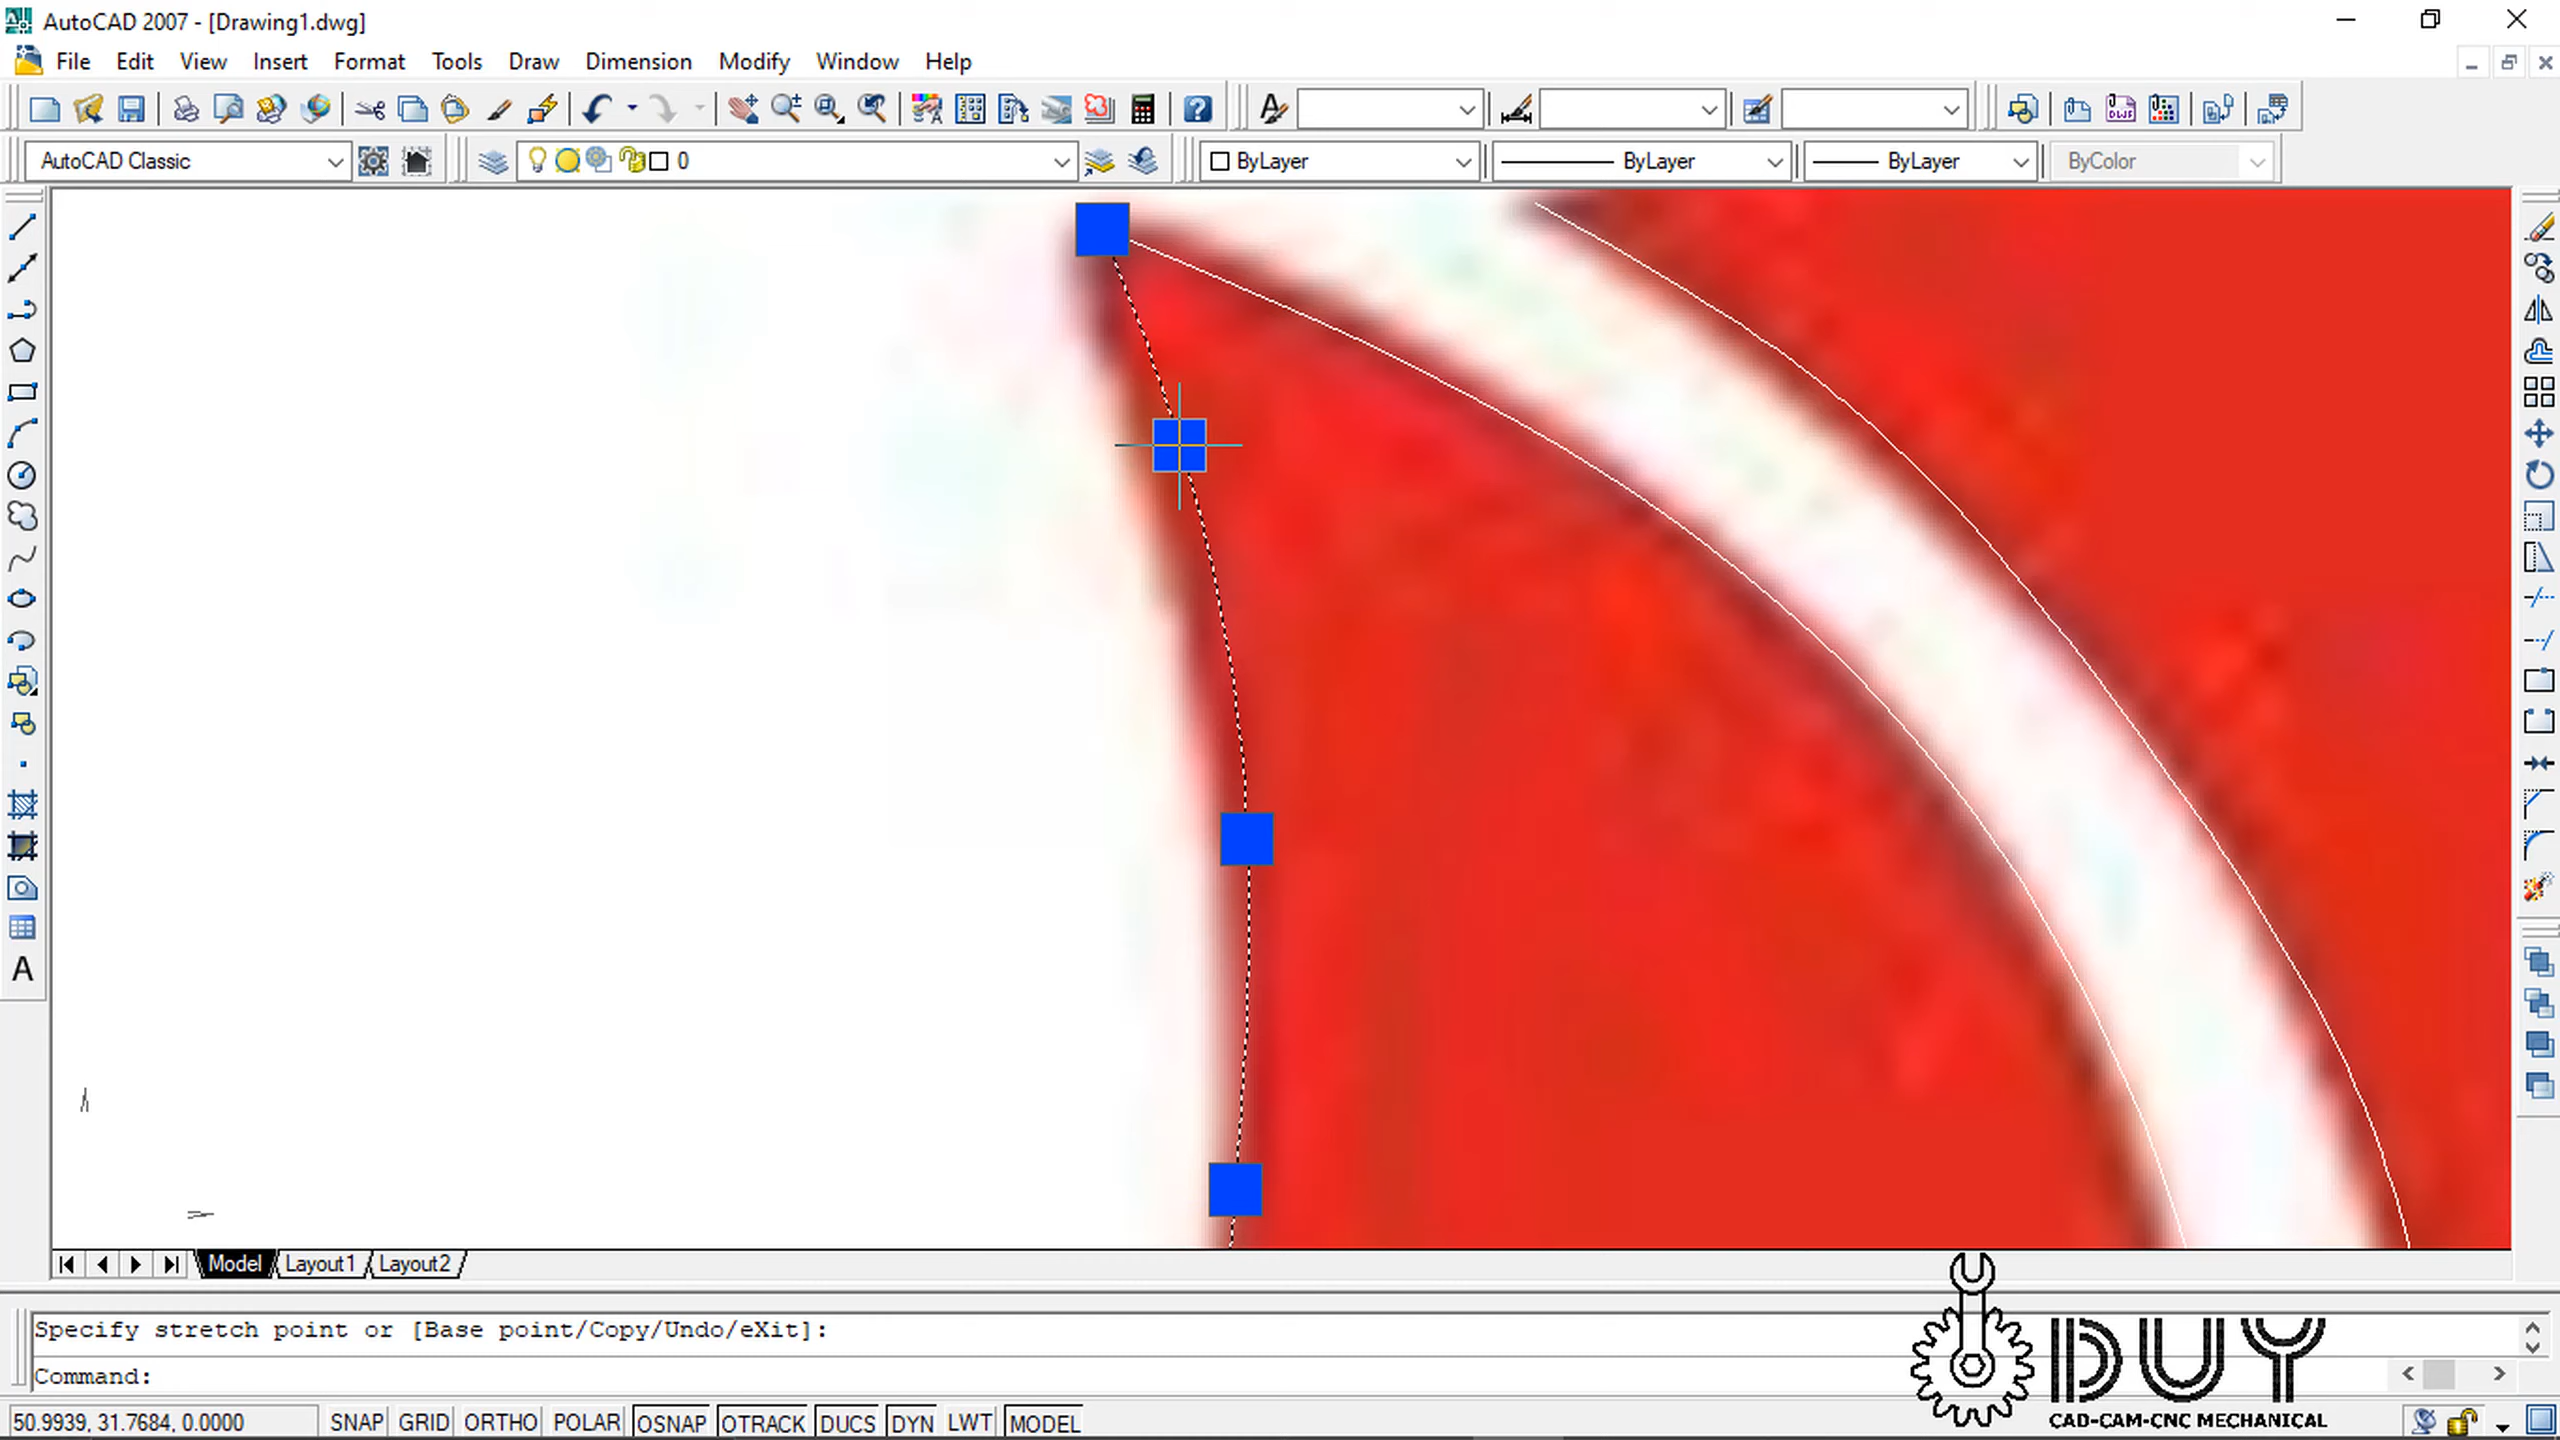 AutoCAD 2007 - [Drawing1.dwg]
File Edit View Insert Format Tools Draw Dimension Modify Window Help
AutoCAD Classic 0 ByLayer ByLayer ByLayer ByColor
A
Model Layout1 Layout2
Specify stretch point or [Base point/Copy/Undo/eXit]:
Command:
DUY
CAD-CAM-CNC MECHANICAL
50.9939, 31.7684, 0.0000 SNAP GRID ORTHO POLAR OSNAP OTRACK DUCS DYN LWT MODEL